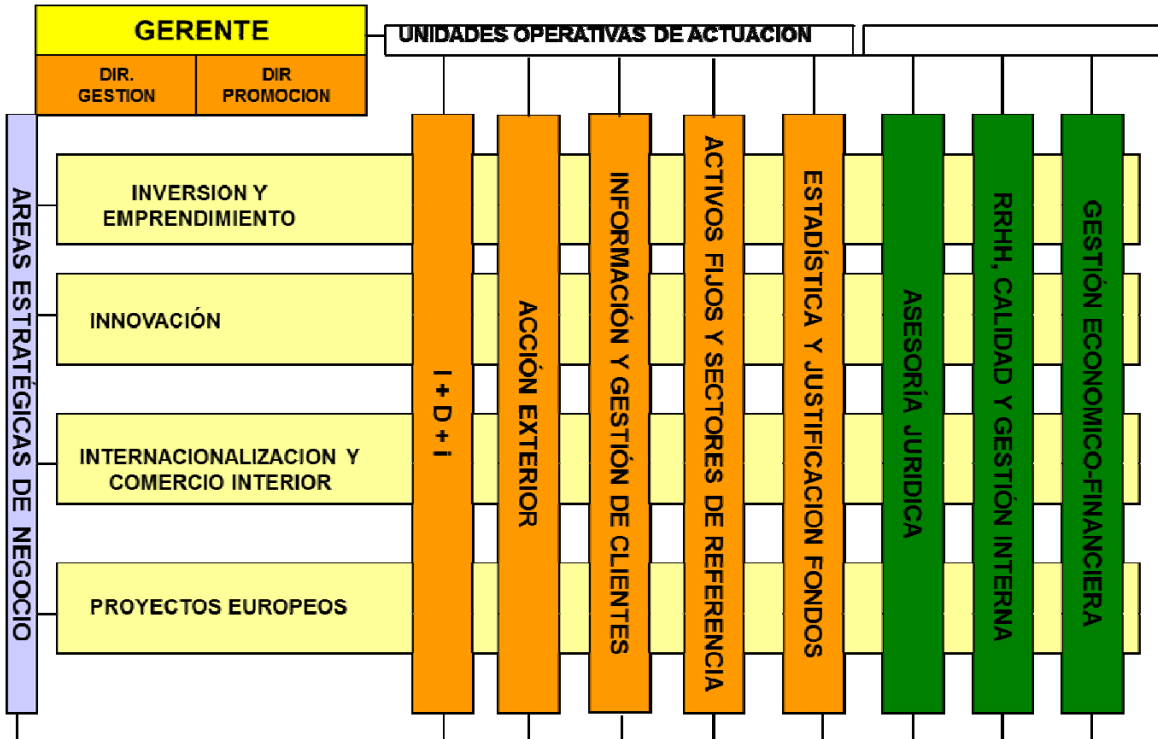 GERENTE
UNIDADES OPERATIVAS DE ACTUACION
DIR.
GESTION
DIR
PROMOCION
AREAS ESTRATÉGICAS DE NEGOCIO
INVERSION Y
EMPRENDIMIENTO
INNOVACIÓN
INTERNACIONALIZACION Y
COMERCIO INTERIOR
PROYECTOS EUROPEOS
I + D + i
ACCIÓN EXTERIOR
INFORMACIÓN Y GESTIÓN DE CLIENTES
ACTIVOS FIJOS Y SECTORES DE REFERENCIA
ESTADÍSTICA Y JUSTIFICACION FONDOS
ASESORÍA JURIDICA
RRHH, CALIDAD Y GESTIÓN INTERNA
GESTIÓN ECONOMICO-FINANCIERA